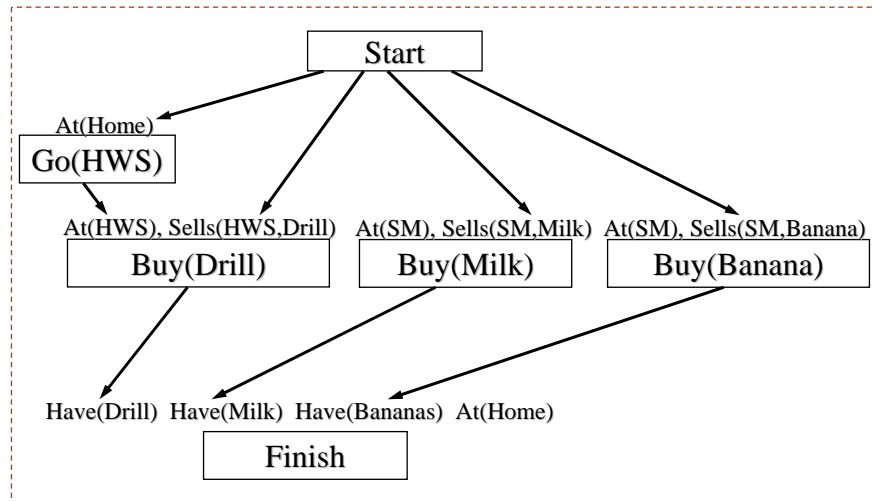 Start
At(Home)
Go(HWS)
At(HWS), Sells(HWS,Drill) At(SM), Sells(SM,Milk) At(SM), Sells(SM,Banana)
Buy(Drill) Buy(Milk) Buy(Banana)
Have(Drill) Have(Milk) Have(Bananas) At(Home)
Finish